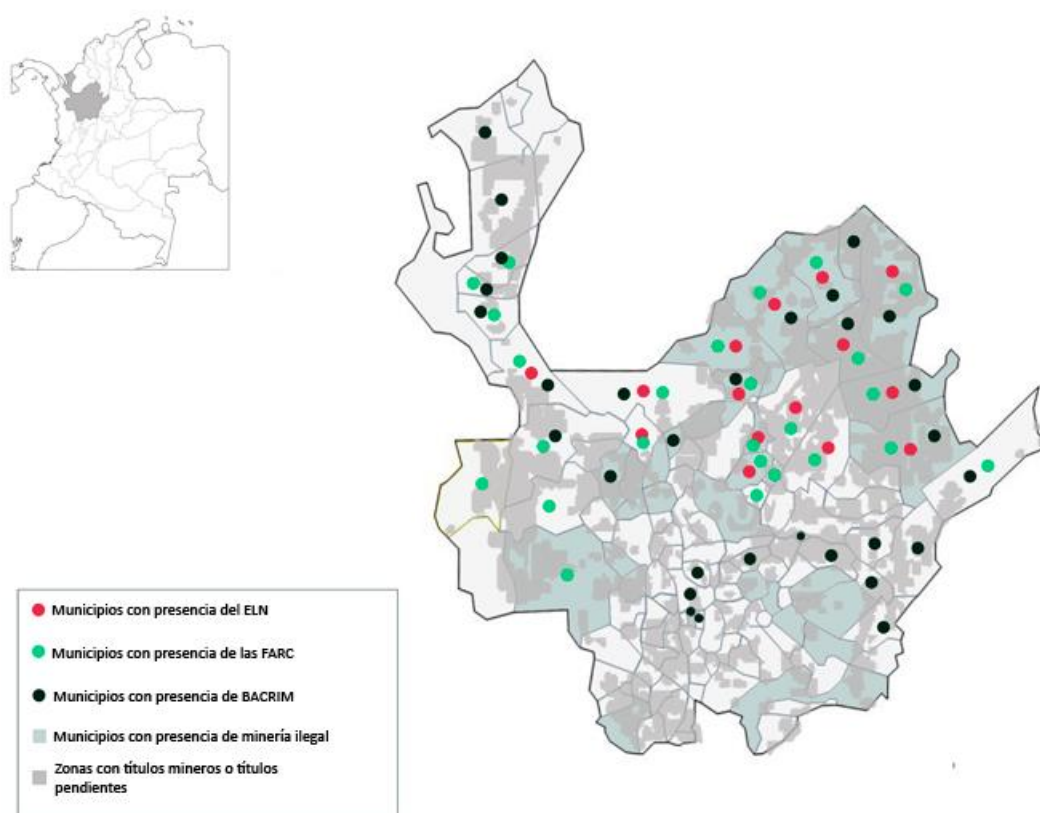 Municipios con presencia del ELN
Municipios con presencia de las FARC
Municipios con presencia de BACRIM
Municipios con presencia de minería ilegal
Zonas con títulos mineros o títulos
pendientes